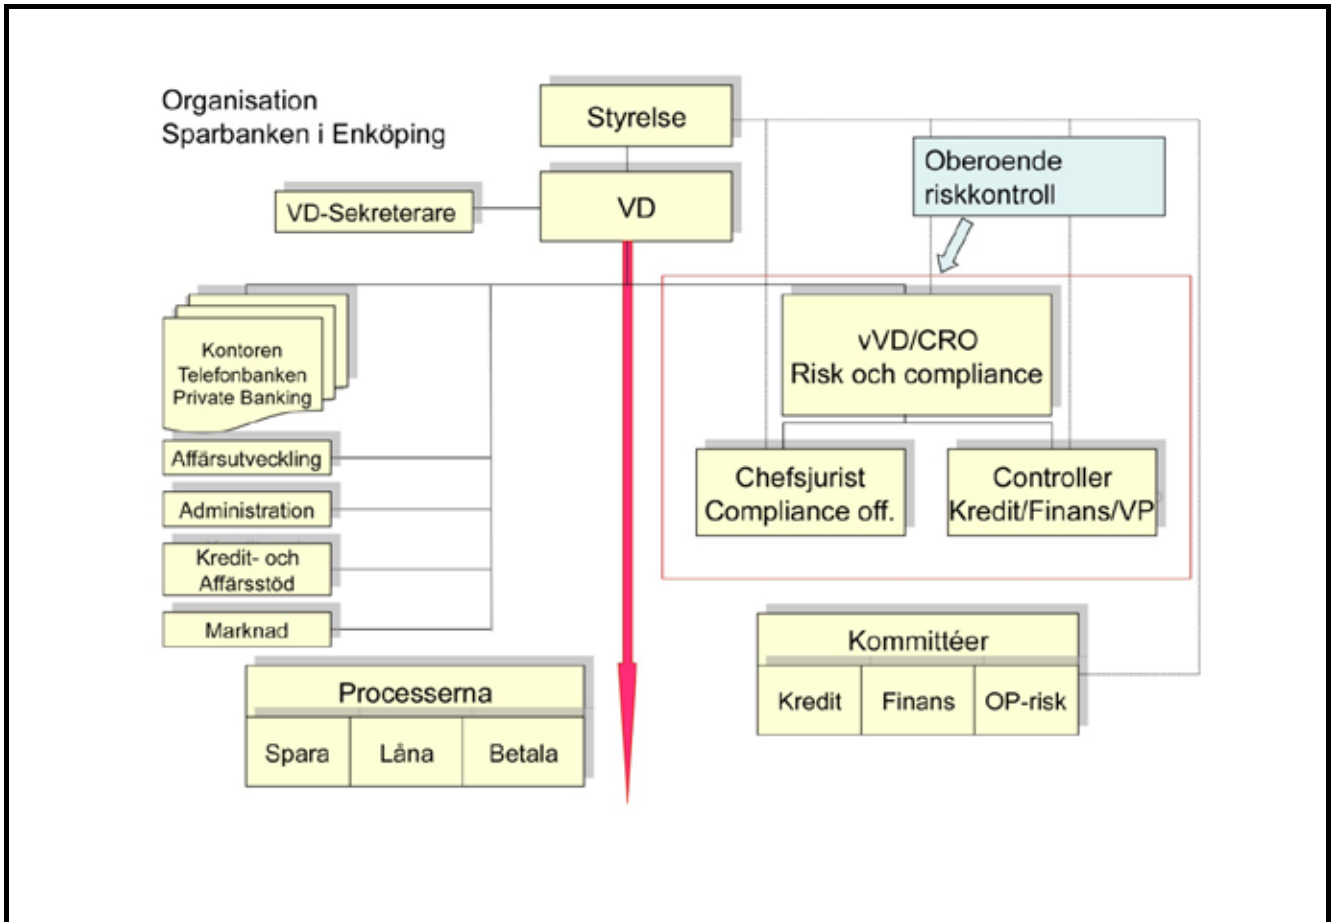 Organisation
Sparbanken i Enköping
Styrelse
Oberoende
riskkontroll
VD-Sekreterare
VD
Kontoren
Telefonbanken
Private Banking
vVD/CRO
Risk och compliance
Affärsutveckling
Chefsjurist
Compliance off.
Controller
Kredit/Finans/VP
Administration
Kredit- och
Affärsstöd
Marknad
Kommittéer
Kredit
Finans
OP-risk
Processerna
Spara
Låna
Betala